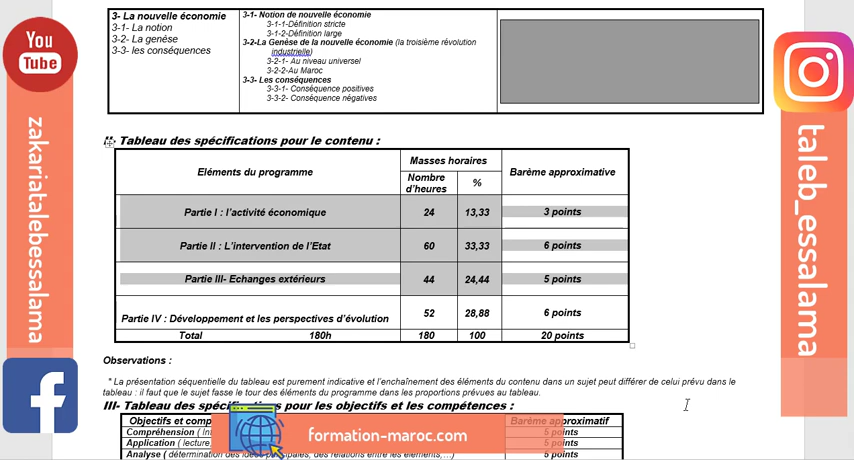 You
Tube
zakariatalebessalama
3- La nouvelle économie
3-1- La notion
3-2- La genèse
3-3- les conséquences
3-1- Notion de nouvelle économie
3-1-1-Définition stricte
3-1-2-Définition large
3-2-La Genèse de la nouvelle économie (la troisième révolution
industrielle)
3-2-1- Au niveau universel
3-2-2-Au Maroc
3-3- Les conséquences
3-3-1- Conséquence positives
3-3-2- Conséquence négatives
Tableau des spécifications pour le contenu :
Eléments du programme
Masses horaires
Barème approximative
Nombre
d'heures
%
Partie I : l'activité économique 24 13,33 3 points
Partie II : L'intervention de l'Etat 60 33,33 6 points
Partie III- Echanges extérieurs 44 24,44 5 points
Partie IV : Développement et les perspectives d'évolution 52 28,88 6 points
Total 180h 180 100 20 points
Observations :
* La présentation séquentielle du tableau est purement indicative et l'enchaînement des éléments du contenu dans un sujet peut différer de celui prévu dans le
tableau : il faut que le sujet fasse le tour des éléments du programme dans les proportions prévues au tableau.
III- Tableau des spécifications pour les objectifs et les compétences :
Objectifs et comp Barème approximatif
Compréhension ( 5 points
Application ( lecture, 5 points
Analyse ( détermination des idées principales, des relations entre les éléments,...) 5 points
formation-maroc.com
taleb_essalama